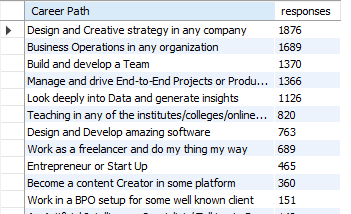 Career Path responses
Design and Creative strategy in any company 1876
Business Operations in any organization 1689
Build and develop a Team 1370
Manage and drive End-to-End Projects or Produ... 1366
Look deeply into Data and generate insights 1126
Teaching in any of the institutes/colleges/online... 820
Design and Develop amazing software 763
Work as a freelancer and do my thing my way 689
Entrepreneur or Start Up 465
Become a content Creator in some platform 360
Work in a BPO setup for some well known client 151